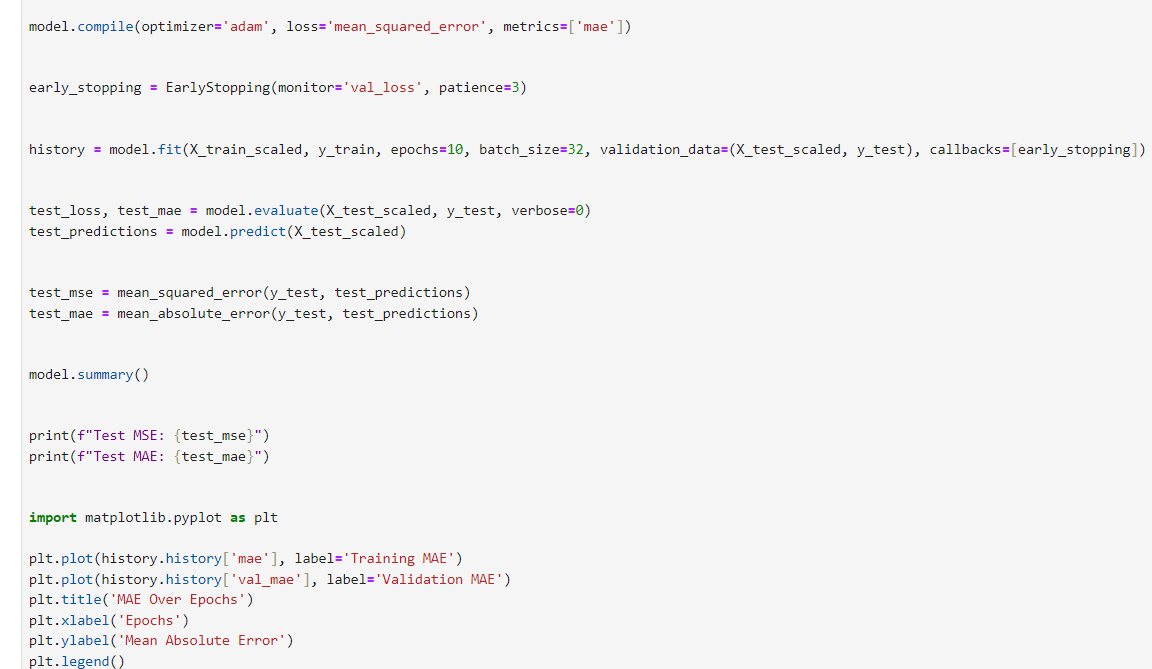 model.compile(optimizer='adam', loss='mean_squared_error', metrics=['mae'])
early_stopping = EarlyStopping(monitor='val_loss', patience=3)
history = model.fit(X_train_scaled, y_train, epochs=10, batch_size=32, validation_data=(X_test_scaled, y_test), callbacks=[early_stopping])
test_loss, test_mae = model.evaluate(X_test_scaled, y_test, verbose=0)
test_predictions = model.predict(X_test_scaled)
test_mse = mean_squared_error(y_test, test_predictions)
test_mae = mean_absolute_error(y_test, test_predictions)
model.summary()
print(f"Test MSE: {test_mse}")
print(f"Test MAE: {test_mae}")
import matplotlib.pyplot as plt
plt.plot(history.history['mae'], label='Training MAE')
plt.plot(history.history['val_mae'], label='Validation MAE')
plt.title('MAE Over Epochs')
plt.xlabel('Epochs')
plt.ylabel('Mean Absolute Error')
plt.legend()